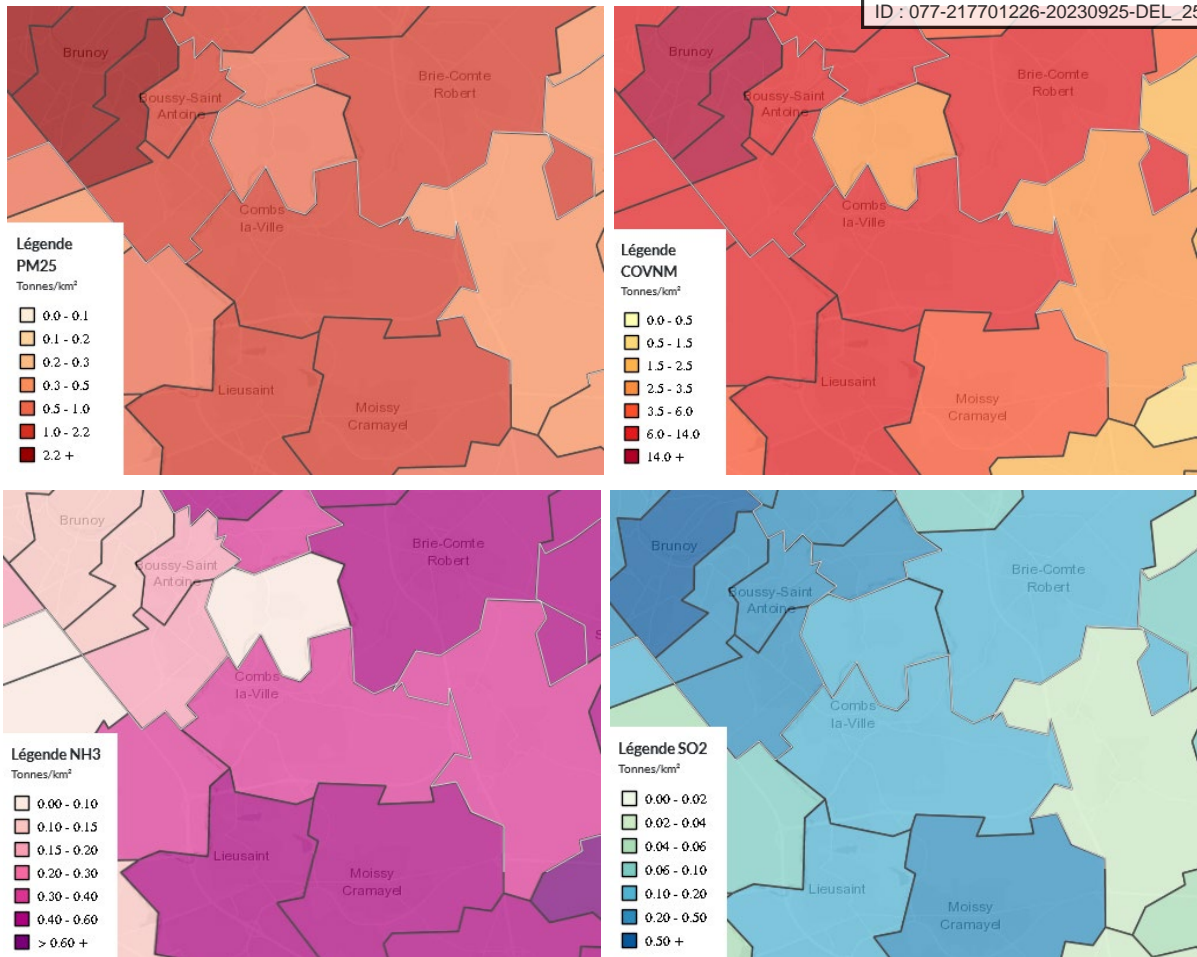 ID : 077-217701226-20230925-DEL_25
Brunoy
Boussy-Saint
Antoine
Brie-Comte
Robert
Combs
la-Ville
Lieusaint
Moissy
Cramayel
Légende
PM25
Tonnes/km²
0.0 - 0.1
0.1 - 0.2
0.2 - 0.3
0.3 - 0.5
0.5 - 1.0
1.0 - 2.2
2.2 +
Brunoy
Boussy-Saint
Antoine
Brie-Comte
Robert
Combs
la-Ville
Lieusaint
Moissy
Cramayel
Légende
COVNM
Tonnes/km²
0.0 - 0.5
0.5 - 1.5
1.5 - 2.5
2.5 - 3.5
3.5 - 6.0
6.0 - 14.0
14.0 +
Brunoy
Boussy-Saint
Antoine
Brie-Comte
Robert
S
Combs
la-Ville
Lieusaint
Moissy
Cramayel
Légende NH3
Tonnes/km²
0.00 - 0.10
0.10 - 0.15
0.15 - 0.20
0.20 - 0.30
0.30 - 0.40
0.40 - 0.60
> 0.60 +
Brunoy
Boussy-Saint
Antoine
Brie-Comte
Robert
Combs
la-Ville
Lieusaint
Moissy
Cramayel
Légende SO2
Tonnes/km²
0.00 - 0.02
0.02 - 0.04
0.04 - 0.06
0.06 - 0.10
0.10 - 0.20
0.20 - 0.50
0.50 +